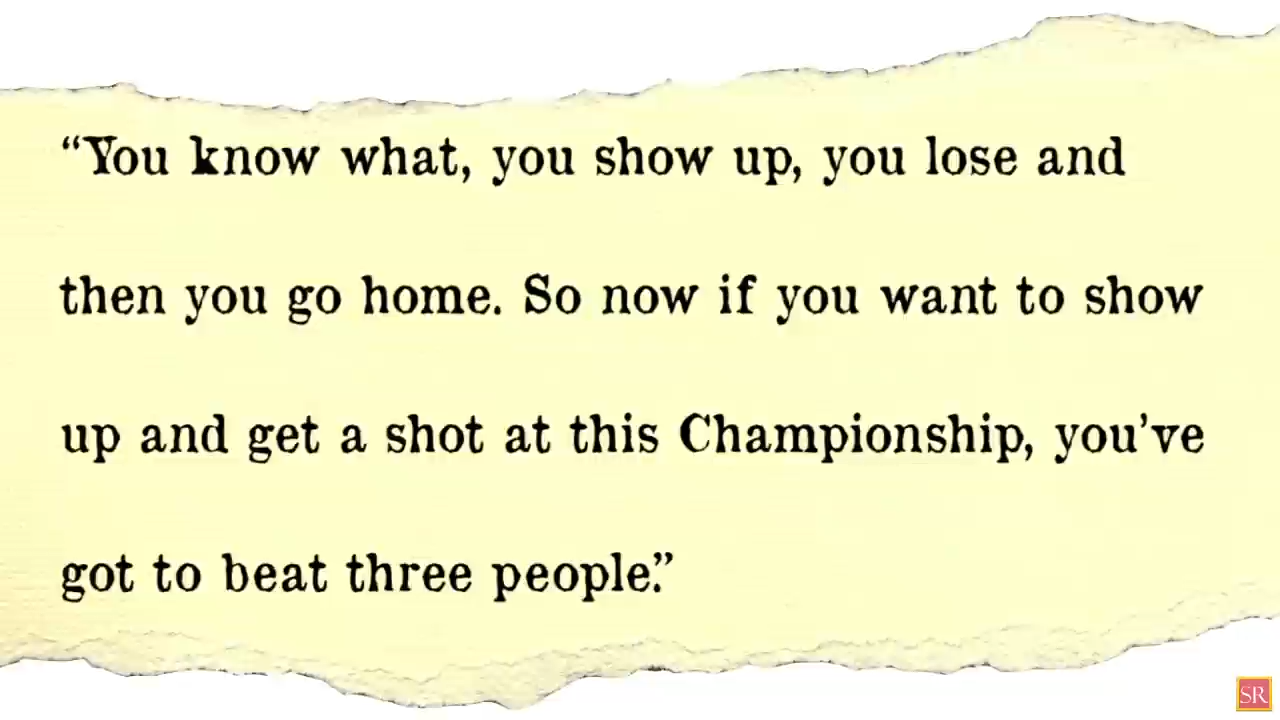 “You know what, you show up, you lose and
then you go home. So now if you want to show
up and get a shot at this Championship, you’ve
got to beat three people.”
SR